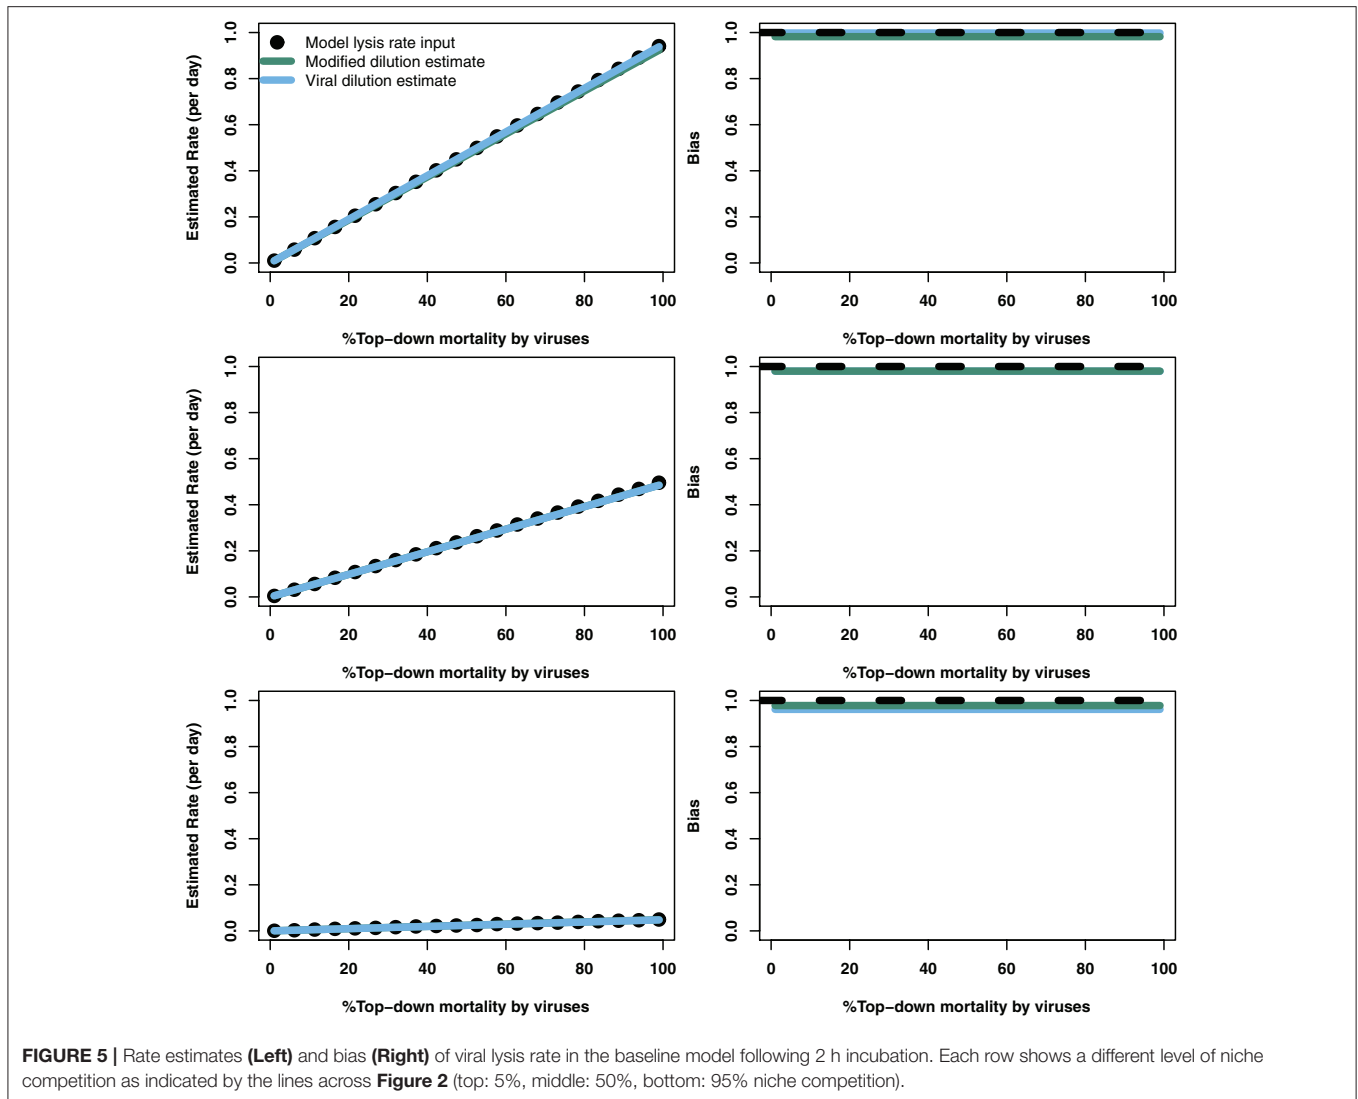 Model lysis rate input
Modified dilution estimate
Viral dilution estimate
Estimated Rate (per day)
0.0 0.2 0.4 0.6 0.8 1.0
0 20 40 60 80 100
%Top−down mortality by viruses
Bias
0.0 0.2 0.4 0.6 0.8 1.0
0 20 40 60 80 100
%Top−down mortality by viruses
Estimated Rate (per day)
0.0 0.2 0.4 0.6 0.8 1.0
0 20 40 60 80 100
%Top−down mortality by viruses
Bias
0.0 0.2 0.4 0.6 0.8 1.0
0 20 40 60 80 100
%Top−down mortality by viruses
Estimated Rate (per day)
0.0 0.2 0.4 0.6 0.8 1.0
0 20 40 60 80 100
%Top−down mortality by viruses
Bias
0.0 0.2 0.4 0.6 0.8 1.0
0 20 40 60 80 100
%Top−down mortality by viruses
FIGURE 5 | Rate estimates (Left) and bias (Right) of viral lysis rate in the baseline model following 2 h incubation. Each row shows a different level of niche
competition as indicated by the lines across Figure 2 (top: 5%, middle: 50%, bottom: 95% niche competition).